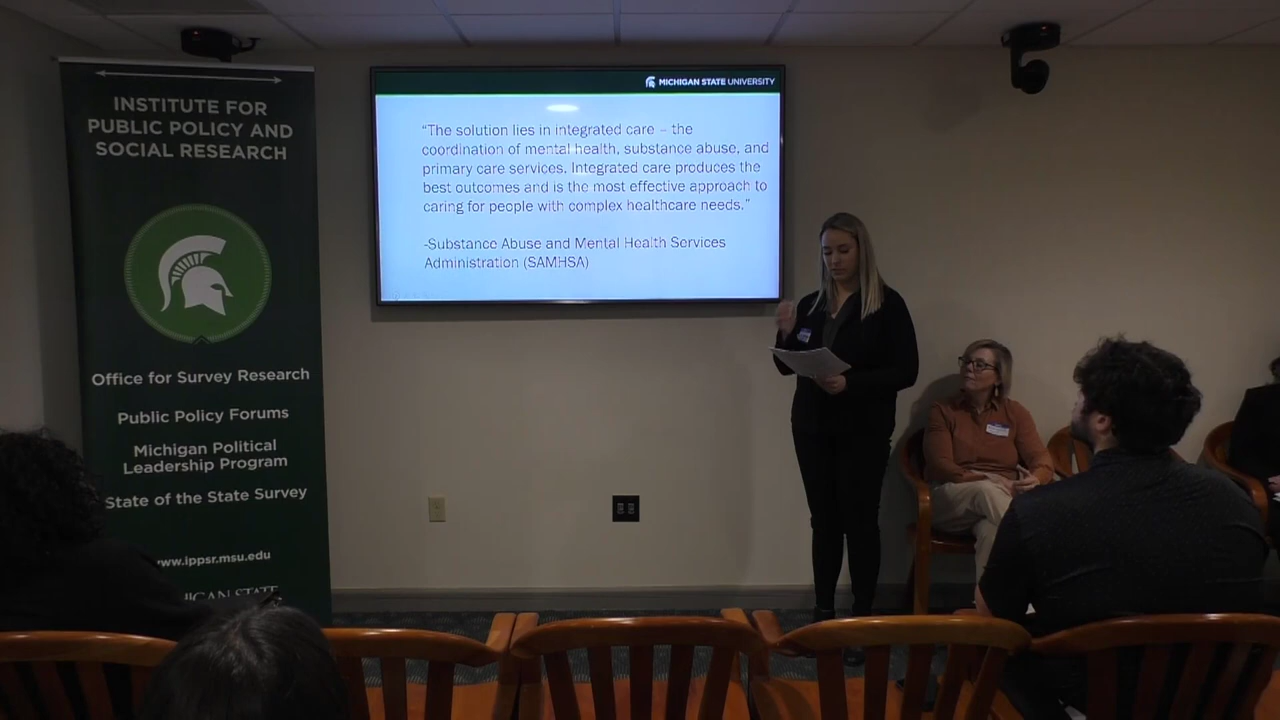 INSTITUTE FOR
PUBLIC POLICY AND
SOCIAL RESEARCH
Office for Survey Research
Public Policy Forums
Michigan Political
Leadership Program
State of the State Survey
www.ippsr.msu.edu
MICHIGAN STATE UNIVERSITY
“The solution lies in integrated care – the
coordination of mental health, substance abuse, and
primary care services. Integrated care produces the
best outcomes and is the most effective approach to
caring for people with complex healthcare needs.”
-Substance Abuse and Mental Health Services
Administration (SAMHSA)